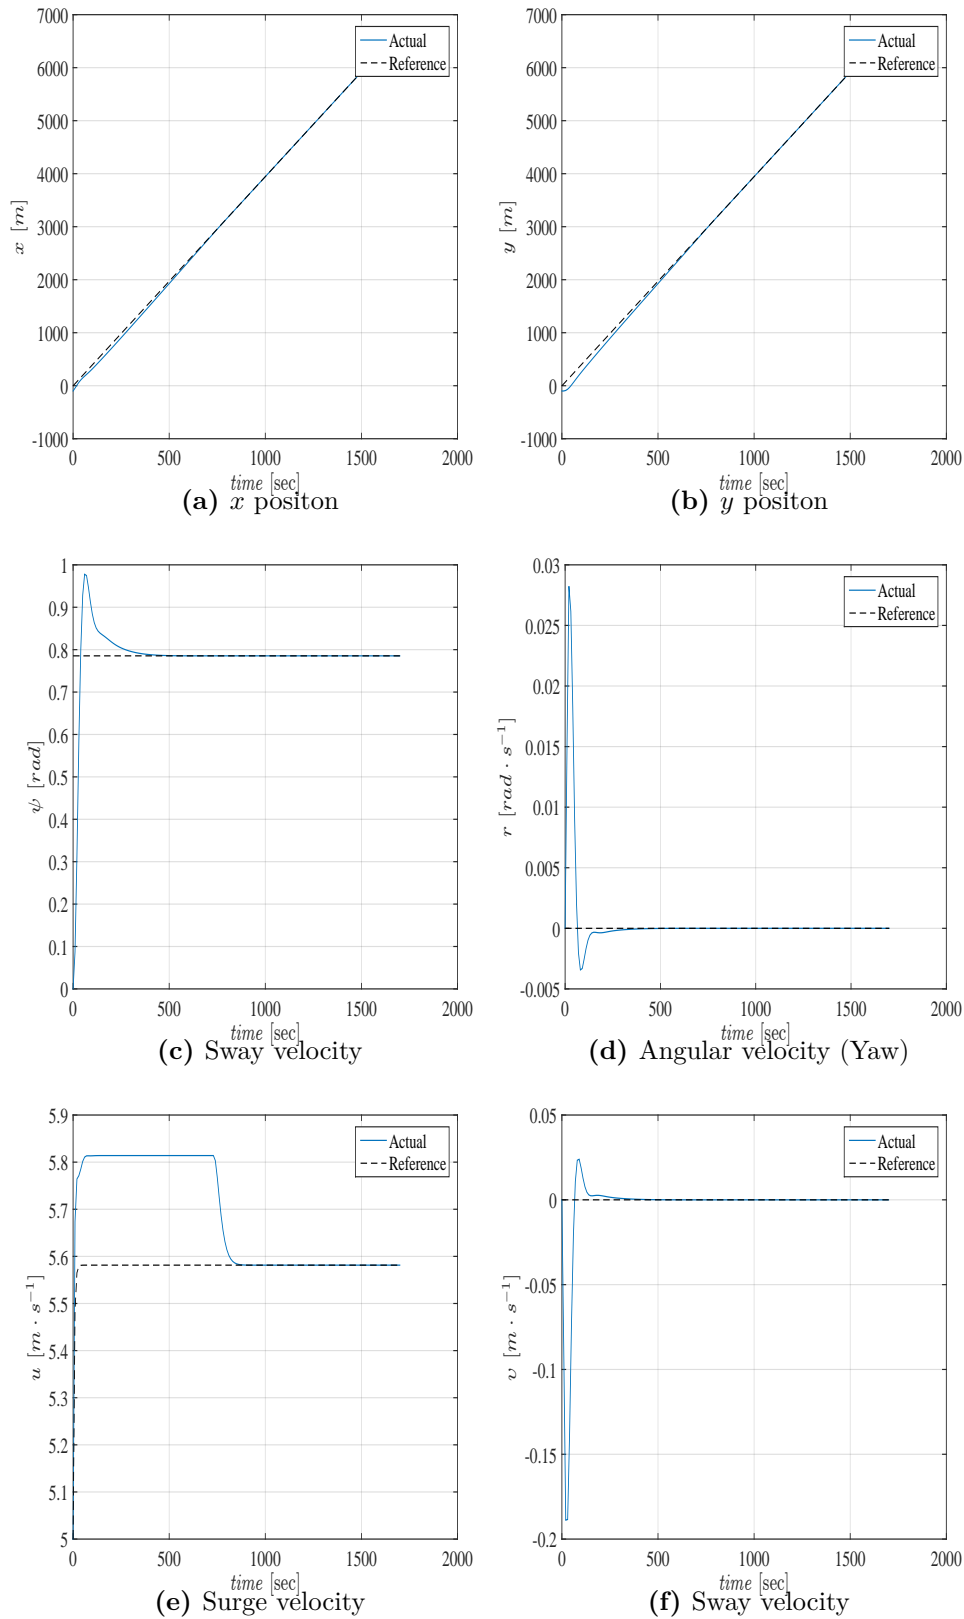 7000
6000
5000
4000
3000
2000
1000
0
-1000
x [m]
Actual
Reference
0 500 1000 1500 2000
time [sec]
(a) x positon
7000
6000
5000
4000
3000
2000
1000
0
-1000
y [m]
Actual
Reference
0 500 1000 1500 2000
time [sec]
(b) y positon
1
0.9
0.8
0.7
0.6
0.5
0.4
0.3
0.2
0.1
0
ψ [rad]
0 500 1000 1500 2000
time [sec]
(c) Sway velocity
0.03
0.025
0.02
0.015
0.01
0.005
0
-0.005
r [rad · s⁻¹]
Actual
Reference
0 500 1000 1500 2000
time [sec]
(d) Angular velocity (Yaw)
5.9
5.8
5.7
5.6
5.5
5.4
5.3
5.2
5.1
5
u [m · s⁻¹]
Actual
Reference
0 500 1000 1500 2000
time [sec]
(e) Surge velocity
0.05
0
-0.05
-0.1
-0.15
-0.2
υ [m · s⁻¹]
Actual
Reference
0 500 1000 1500 2000
time [sec]
(f) Sway velocity